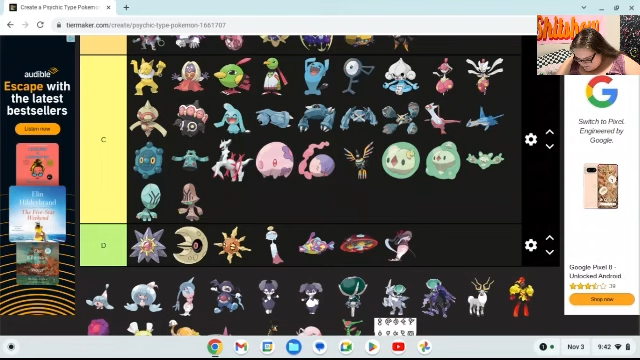 Create a Psychic type Pokemon
tiermaker.com/create/psychic-type-pokemon-1661707
audible
Escape with
the latest
bestsellers
Listen now
Elin
Hilderbrand
The Five-Star
Weekend
C
D
Switch to Pixel.
Engineered by
Google.
Google Pixel 8 -
Unlocked Android
39
Shop now
Nov 3
9:42